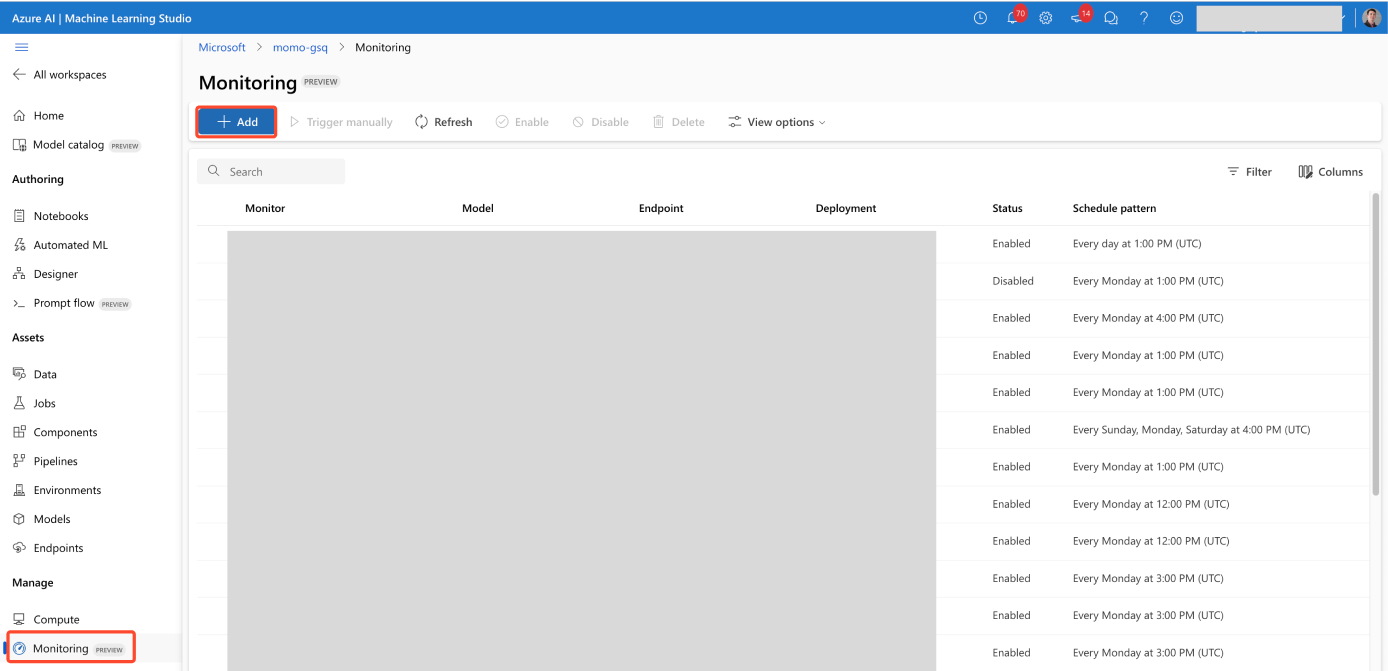 Azure AI | Machine Learning Studio
70
14
All workspaces
Home
Model catalog PREVIEW
Authoring
Notebooks
Automated ML
Designer
Prompt flow PREVIEW
Assets
Data
Jobs
Components
Pipelines
Environments
Models
Endpoints
Manage
Compute
Monitoring PREVIEW
Microsoft > momo-gsq > Monitoring
Monitoring PREVIEW
+ Add Trigger manually Refresh Enable Disable Delete View options
Search Filter Columns
Monitor Model Endpoint Deployment Status Schedule pattern
Enabled Every day at 1:00 PM (UTC)
Disabled Every Monday at 1:00 PM (UTC)
Enabled Every Monday at 4:00 PM (UTC)
Enabled Every Monday at 1:00 PM (UTC)
Enabled Every Monday at 1:00 PM (UTC)
Enabled Every Sunday, Monday, Saturday at 4:00 PM (UTC)
Enabled Every Monday at 1:00 PM (UTC)
Enabled Every Monday at 12:00 PM (UTC)
Enabled Every Monday at 12:00 PM (UTC)
Enabled Every Monday at 3:00 PM (UTC)
Enabled Every Monday at 3:00 PM (UTC)
Enabled Every Monday at 3:00 PM (UTC)